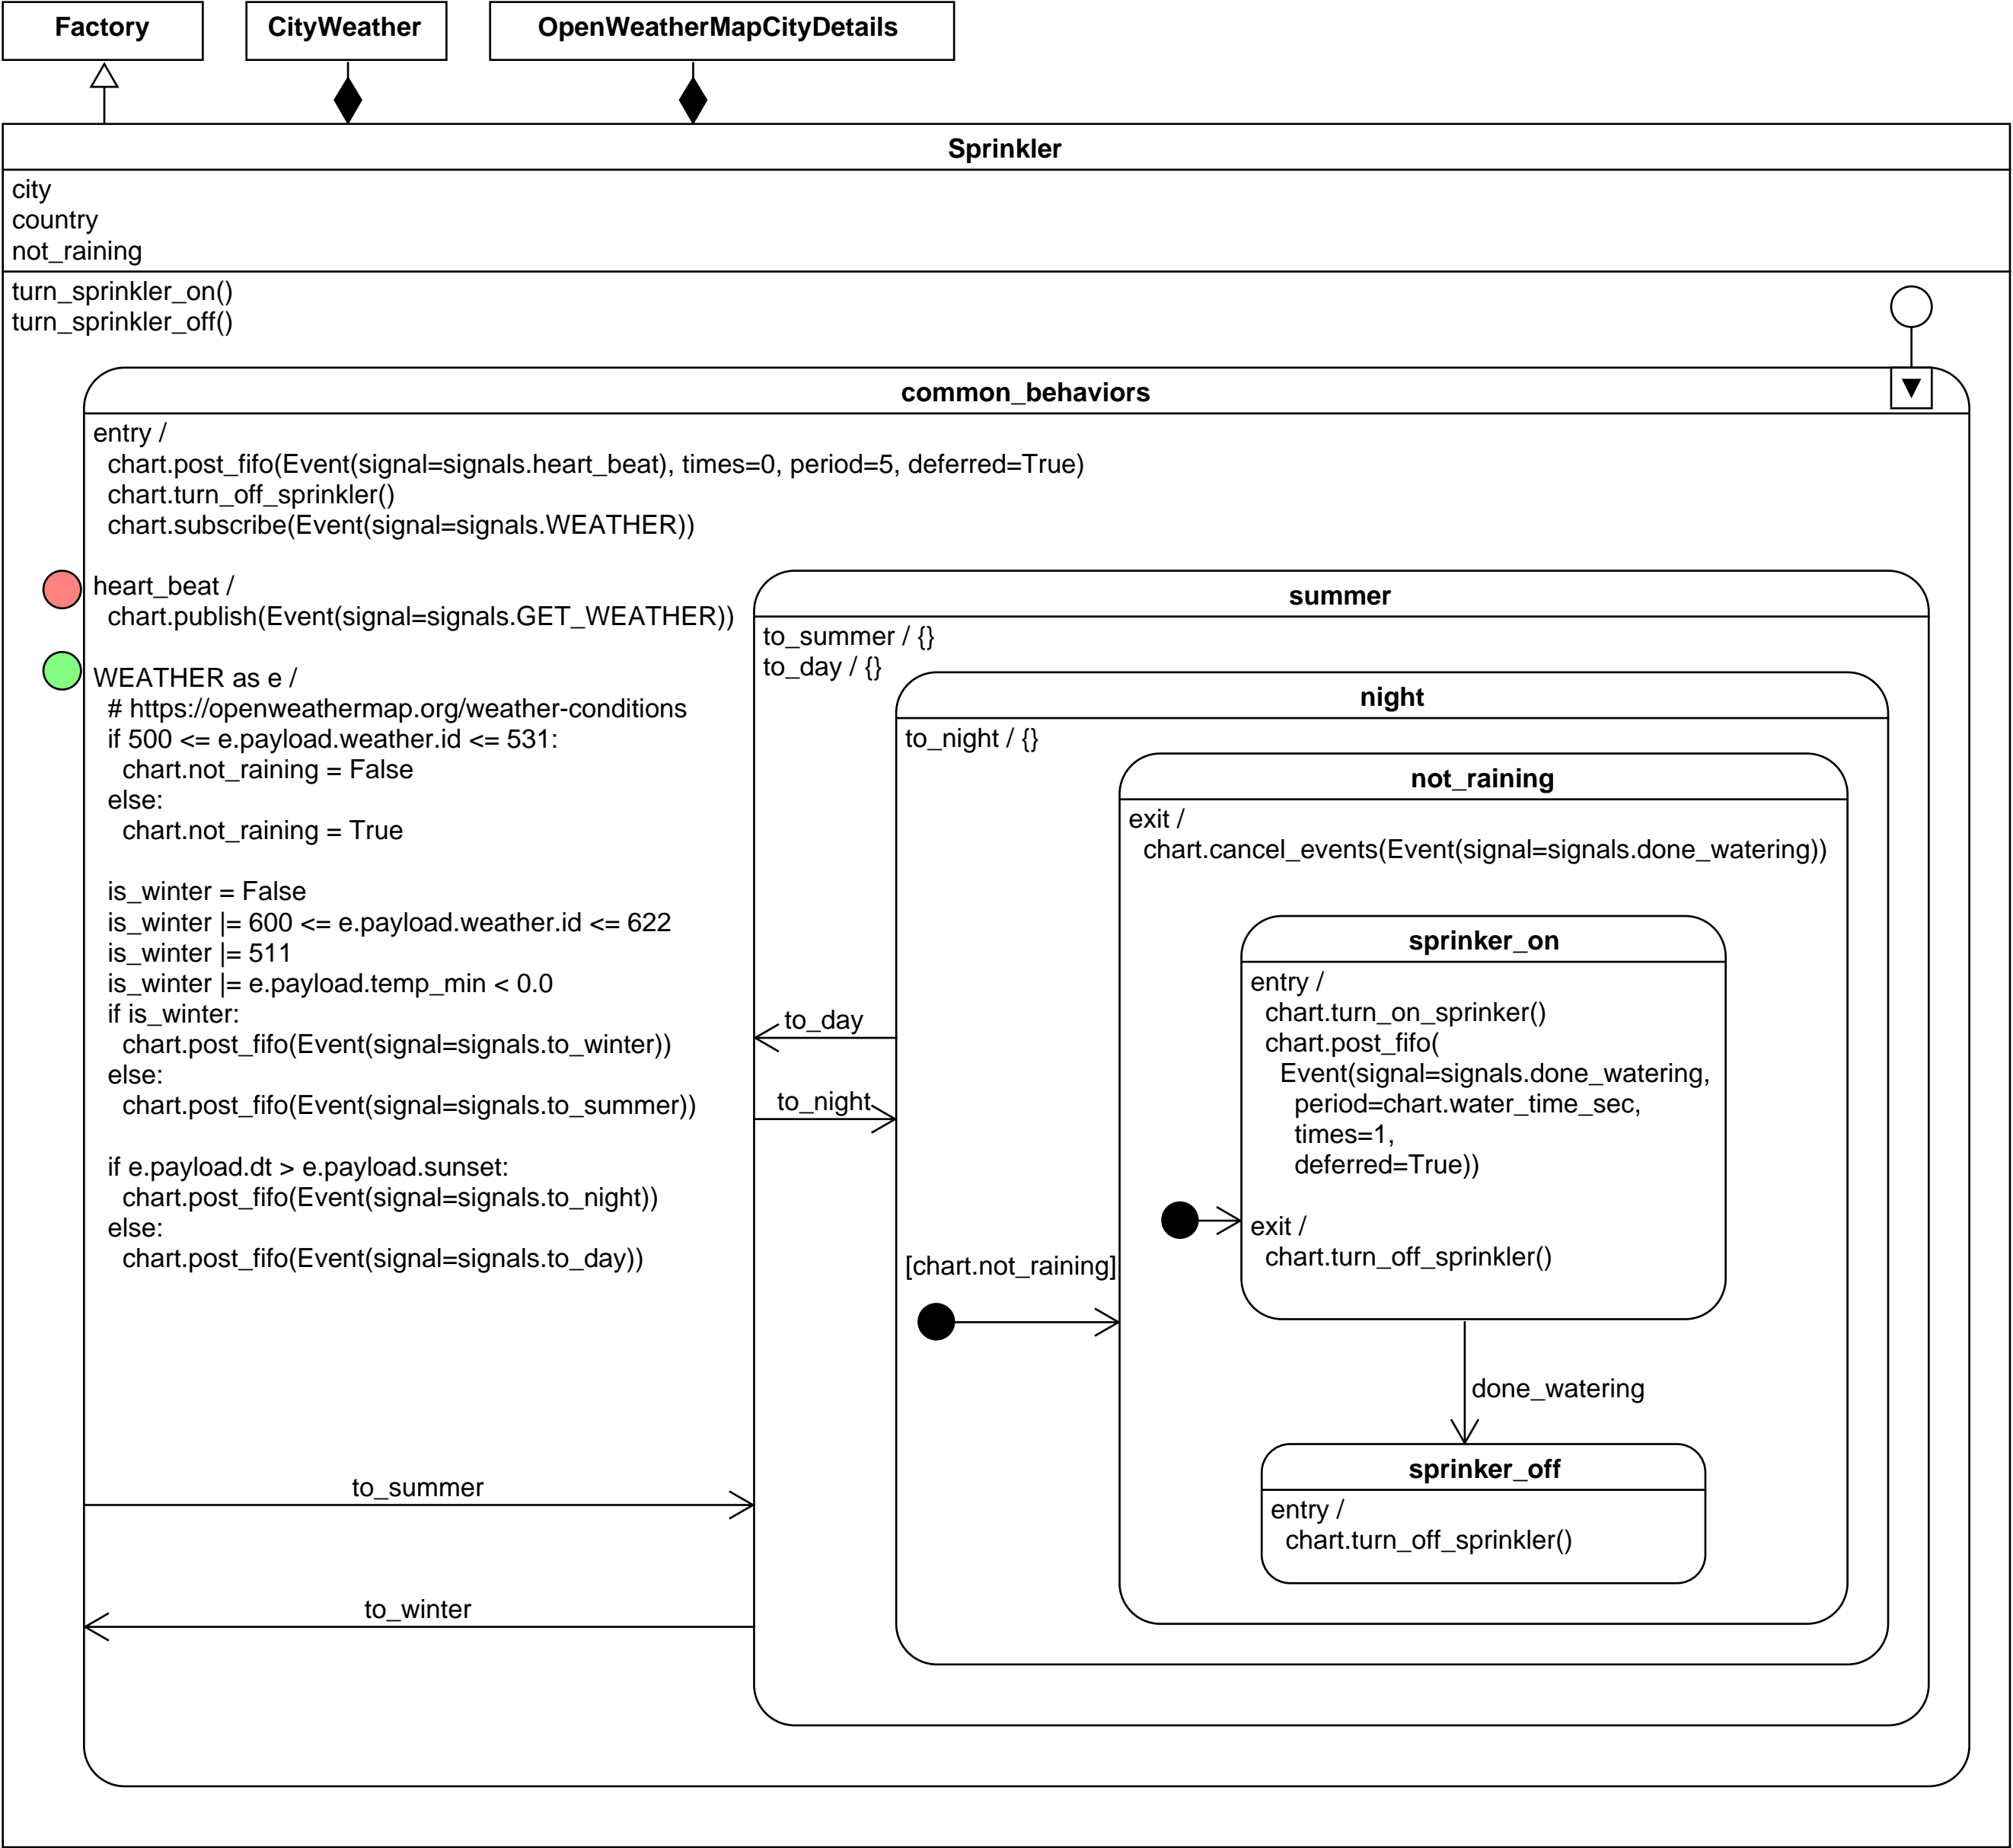 Factory
CityWeather
OpenWeatherMapCityDetails
Sprinkler
city
country
not_raining
turn_sprinkler_on()
turn_sprinkler_off()
common_behaviors
entry /
chart.post_fifo(Event(signal=signals.heart_beat), times=0, period=5, deferred=True)
chart.turn_off_sprinkler()
chart.subscribe(Event(signal=signals.WEATHER))
heart_beat /
chart.publish(Event(signal=signals.GET_WEATHER))
WEATHER as e /
# https://openweathermap.org/weather-conditions
if 500 <= e.payload.weather.id <= 531:
chart.not_raining = False
else:
chart.not_raining = True
is_winter = False
is_winter |= 600 <= e.payload.weather.id <= 622
is_winter |= 511
is_winter |= e.payload.temp_min < 0.0
if is_winter:
chart.post_fifo(Event(signal=signals.to_winter))
else:
chart.post_fifo(Event(signal=signals.to_summer))
if e.payload.dt > e.payload.sunset:
chart.post_fifo(Event(signal=signals.to_night))
else:
chart.post_fifo(Event(signal=signals.to_day))
to_summer
to_winter
summer
to_summer / {}
to_day / {}
to_day
to_night
night
to_night / {}
[chart.not_raining]
not_raining
exit /
chart.cancel_events(Event(signal=signals.done_watering))
sprinker_on
entry /
chart.turn_on_sprinker()
chart.post_fifo(
Event(signal=signals.done_watering,
period=chart.water_time_sec,
times=1,
deferred=True))
exit /
chart.turn_off_sprinkler()
done_watering
sprinker_off
entry /
chart.turn_off_sprinkler()